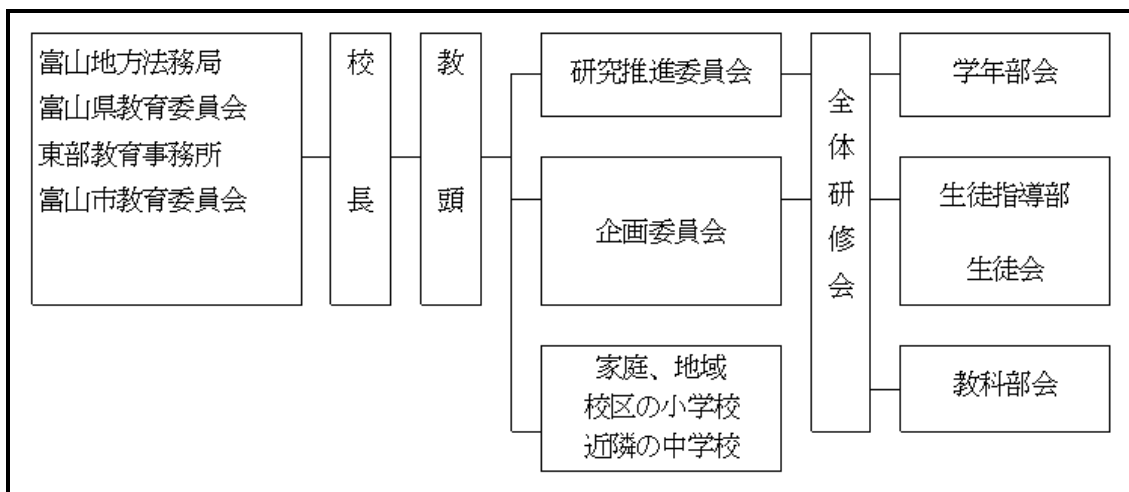 富山地方法務局
富山県教育委員会
東部教育事務所
富山市教育委員会
校長
教頭
研究推進委員会
企画委員会
家庭、地域
校区の小学校
近隣の中学校
全体研修会
学年部会
生徒指導部
生徒会
教科部会